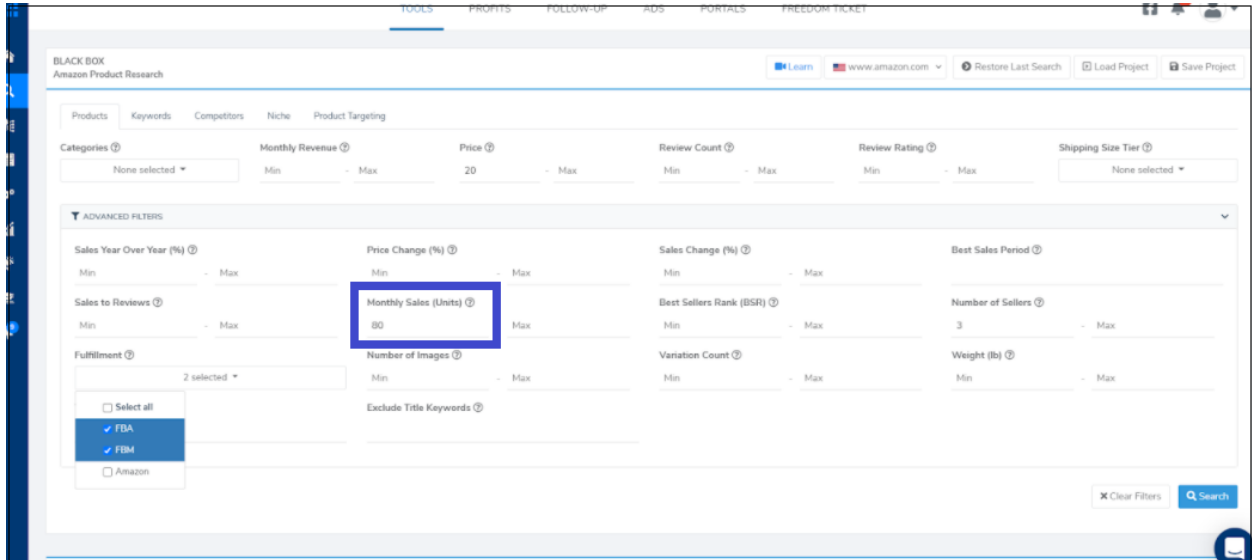 TOOLS PROFITS FOLLOW-UP ADS PORTALS FREEDOM TICKET
BLACK BOX
Amazon Product Research
Learn www.amazon.com Restore Last Search Load Project Save Project
Products Keywords Competitors Niche Product Targeting
Categories Monthly Revenue Price Review Count Review Rating Shipping Size Tier
None selected Min - Max 20 - Max Min - Max Min - Max None selected
ADVANCED FILTERS
Sales Year Over Year (%) Price Change (%) Sales Change (%) Best Sales Period
Min - Max Min - Max Min - Max
Sales to Reviews Monthly Sales (Units) Best Sellers Rank (BSR) Number of Sellers
Min - Max 80 Max Min - Max 3 - Max
Fulfillment Number of Images Variation Count Weight (lb)
2 selected Min - Max Min - Max Min - Max
Select all Exclude Title Keywords
FBA
FBM
Amazon
Clear Filters Search